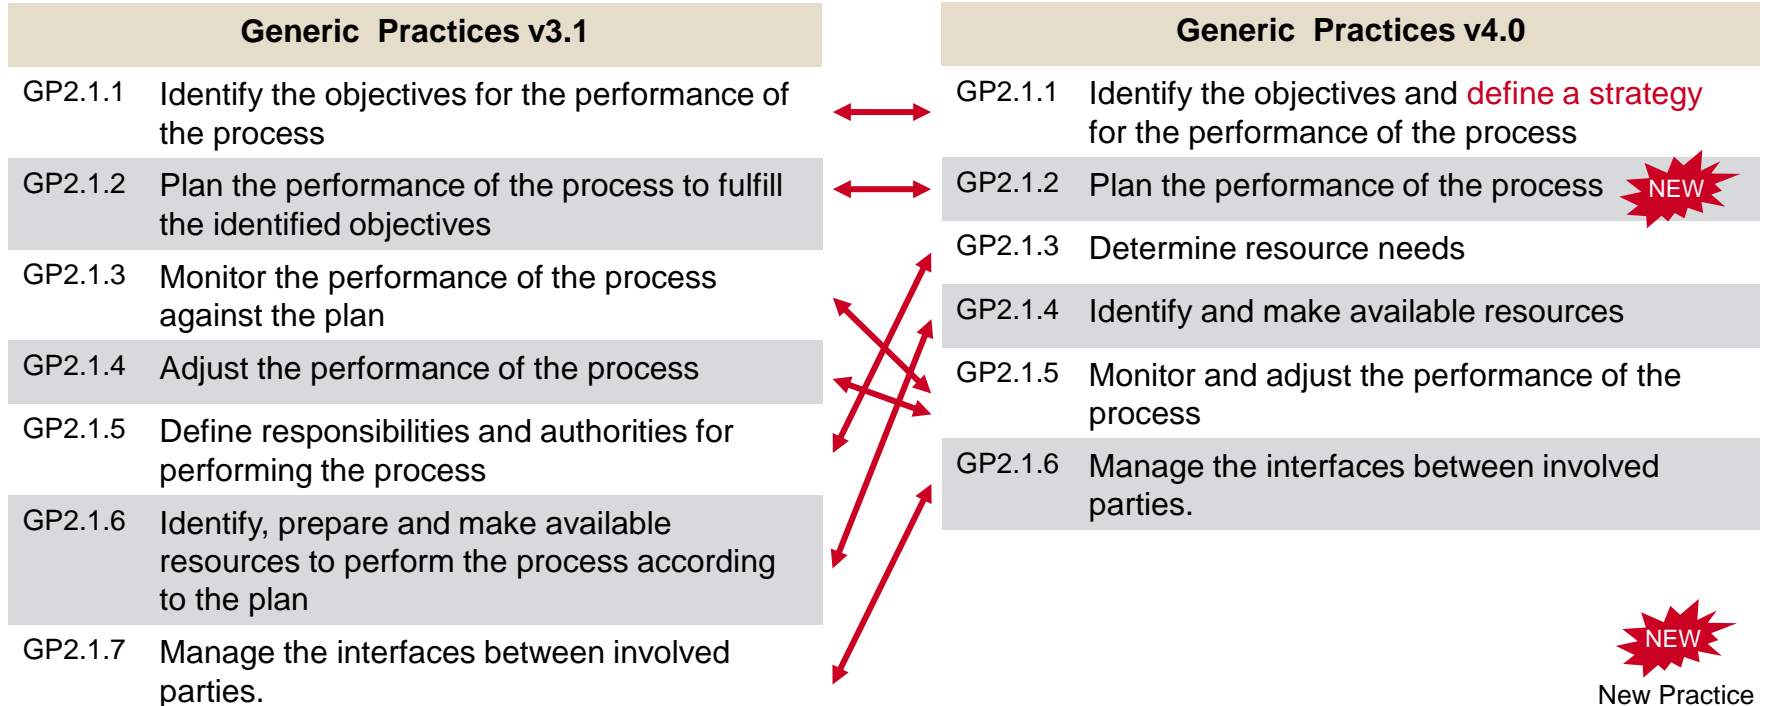 Generic Practices v3.1
GP2.1.1 Identify the objectives for the performance of
the process
GP2.1.2 Plan the performance of the process to fulfill
the identified objectives
GP2.1.3 Monitor the performance of the process
against the plan
GP2.1.4 Adjust the performance of the process
GP2.1.5 Define responsibilities and authorities for
performing the process
GP2.1.6 Identify, prepare and make available
resources to perform the process according
to the plan
GP2.1.7 Manage the interfaces between involved
parties.
Generic Practices v4.0
GP2.1.1 Identify the objectives and define a strategy
for the performance of the process
GP2.1.2 Plan the performance of the process NEW
GP2.1.3 Determine resource needs
GP2.1.4 Identify and make available resources
GP2.1.5 Monitor and adjust the performance of the
process
GP2.1.6 Manage the interfaces between involved
parties.
NEW
New Practice